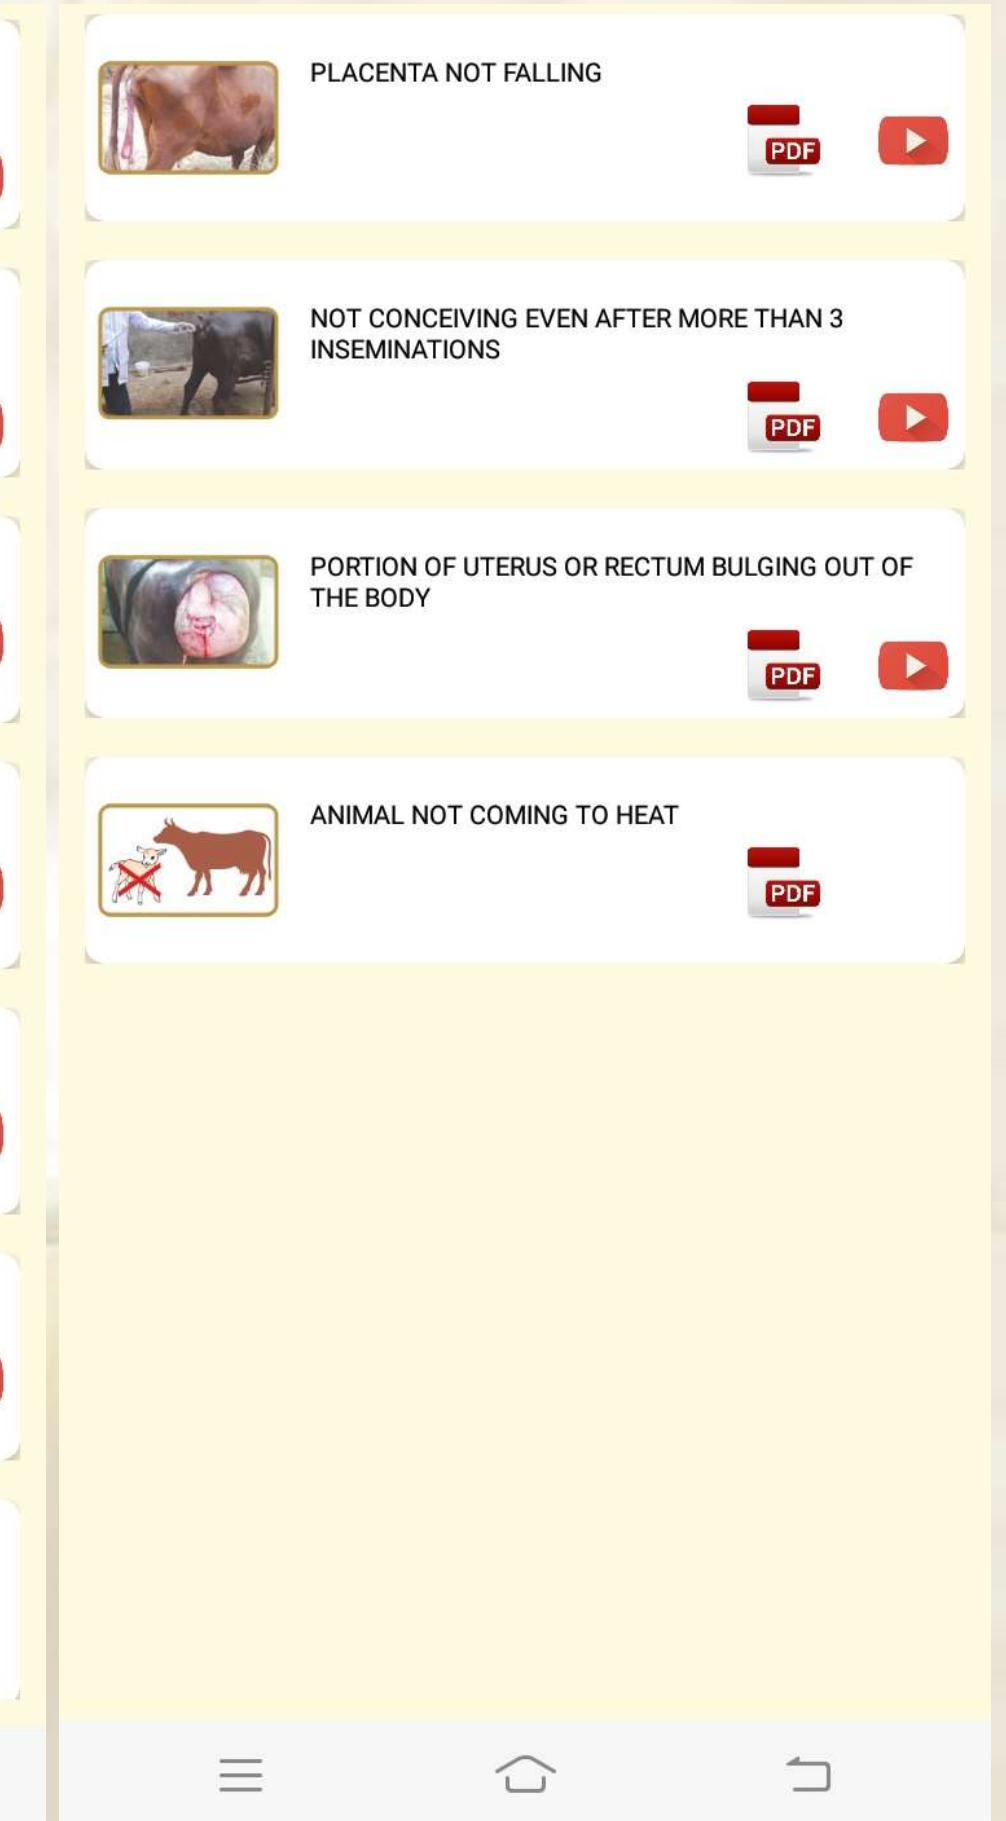 PLACENTA NOT FALLING
PDF
NOT CONCEIVING EVEN AFTER MORE THAN 3
INSEMINATIONS
PDF
PORTION OF UTERUS OR RECTUM BULGING OUT OF
THE BODY
PDF
ANIMAL NOT COMING TO HEAT
PDF